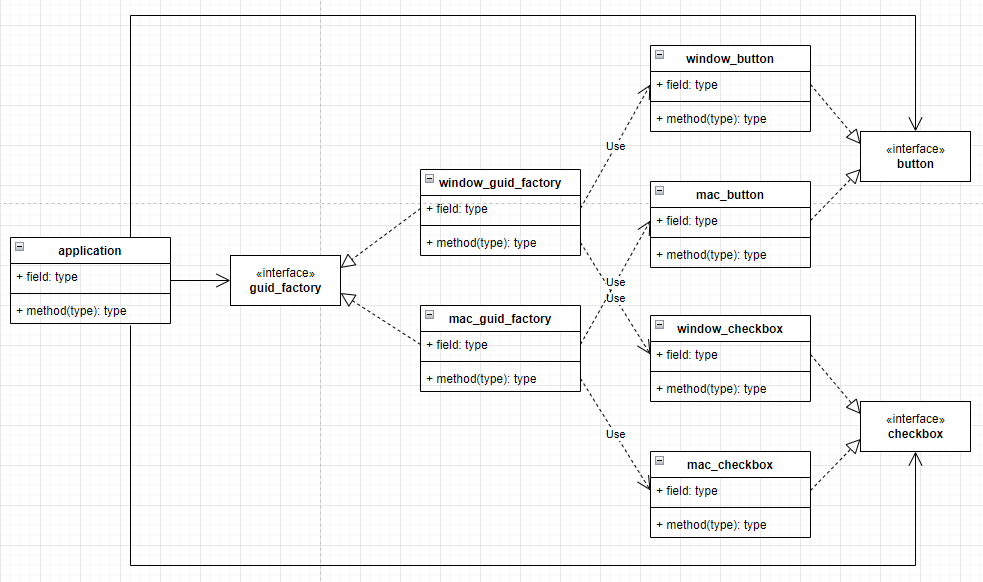 window_button
+ field: type
+ method(type): type
«interface»
button
Use
window_guid_factory
+ field: type
+ method(type): type
mac_button
+ field: type
+ method(type): type
application
+ field: type
+ method(type): type
«interface»
guid_factory
Use
Use
mac_guid_factory
+ field: type
+ method(type): type
window_checkbox
+ field: type
+ method(type): type
«interface»
checkbox
Use
mac_checkbox
+ field: type
+ method(type): type